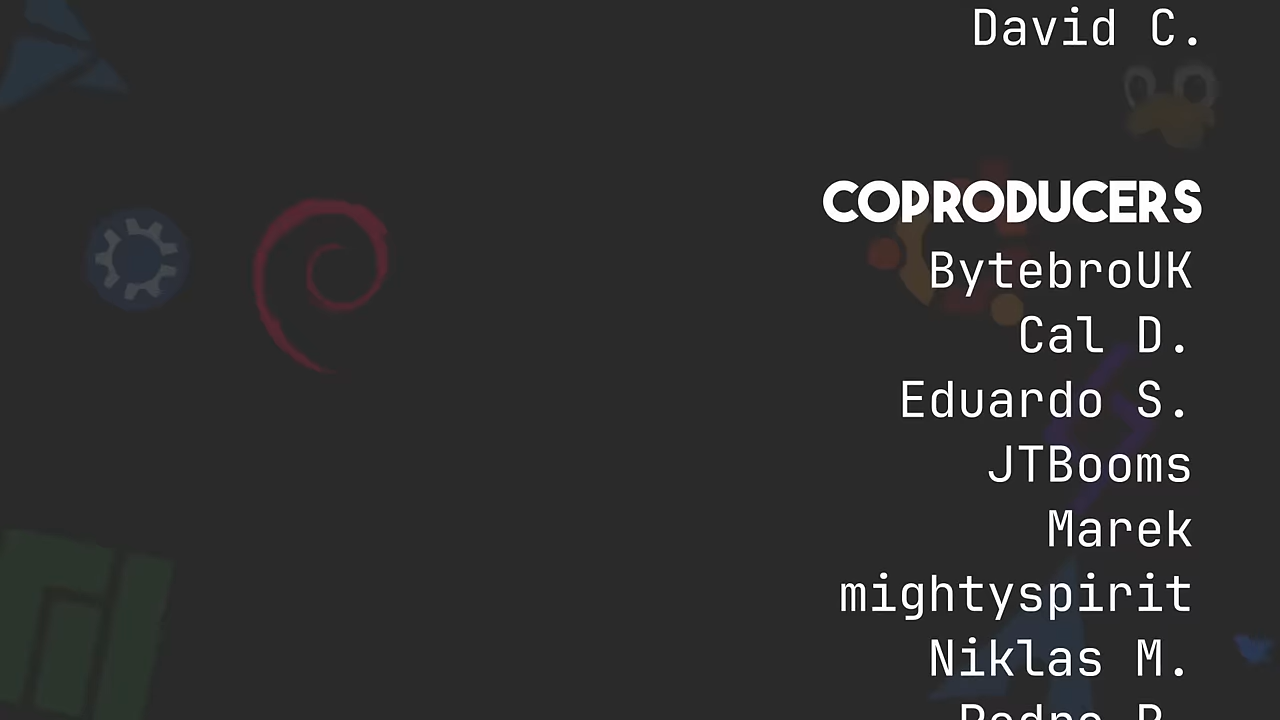 David C.
COPRODUCERS
BytebroUK
Cal D.
Eduardo S.
JTBooms
Marek
mightyspirit
Niklas M.